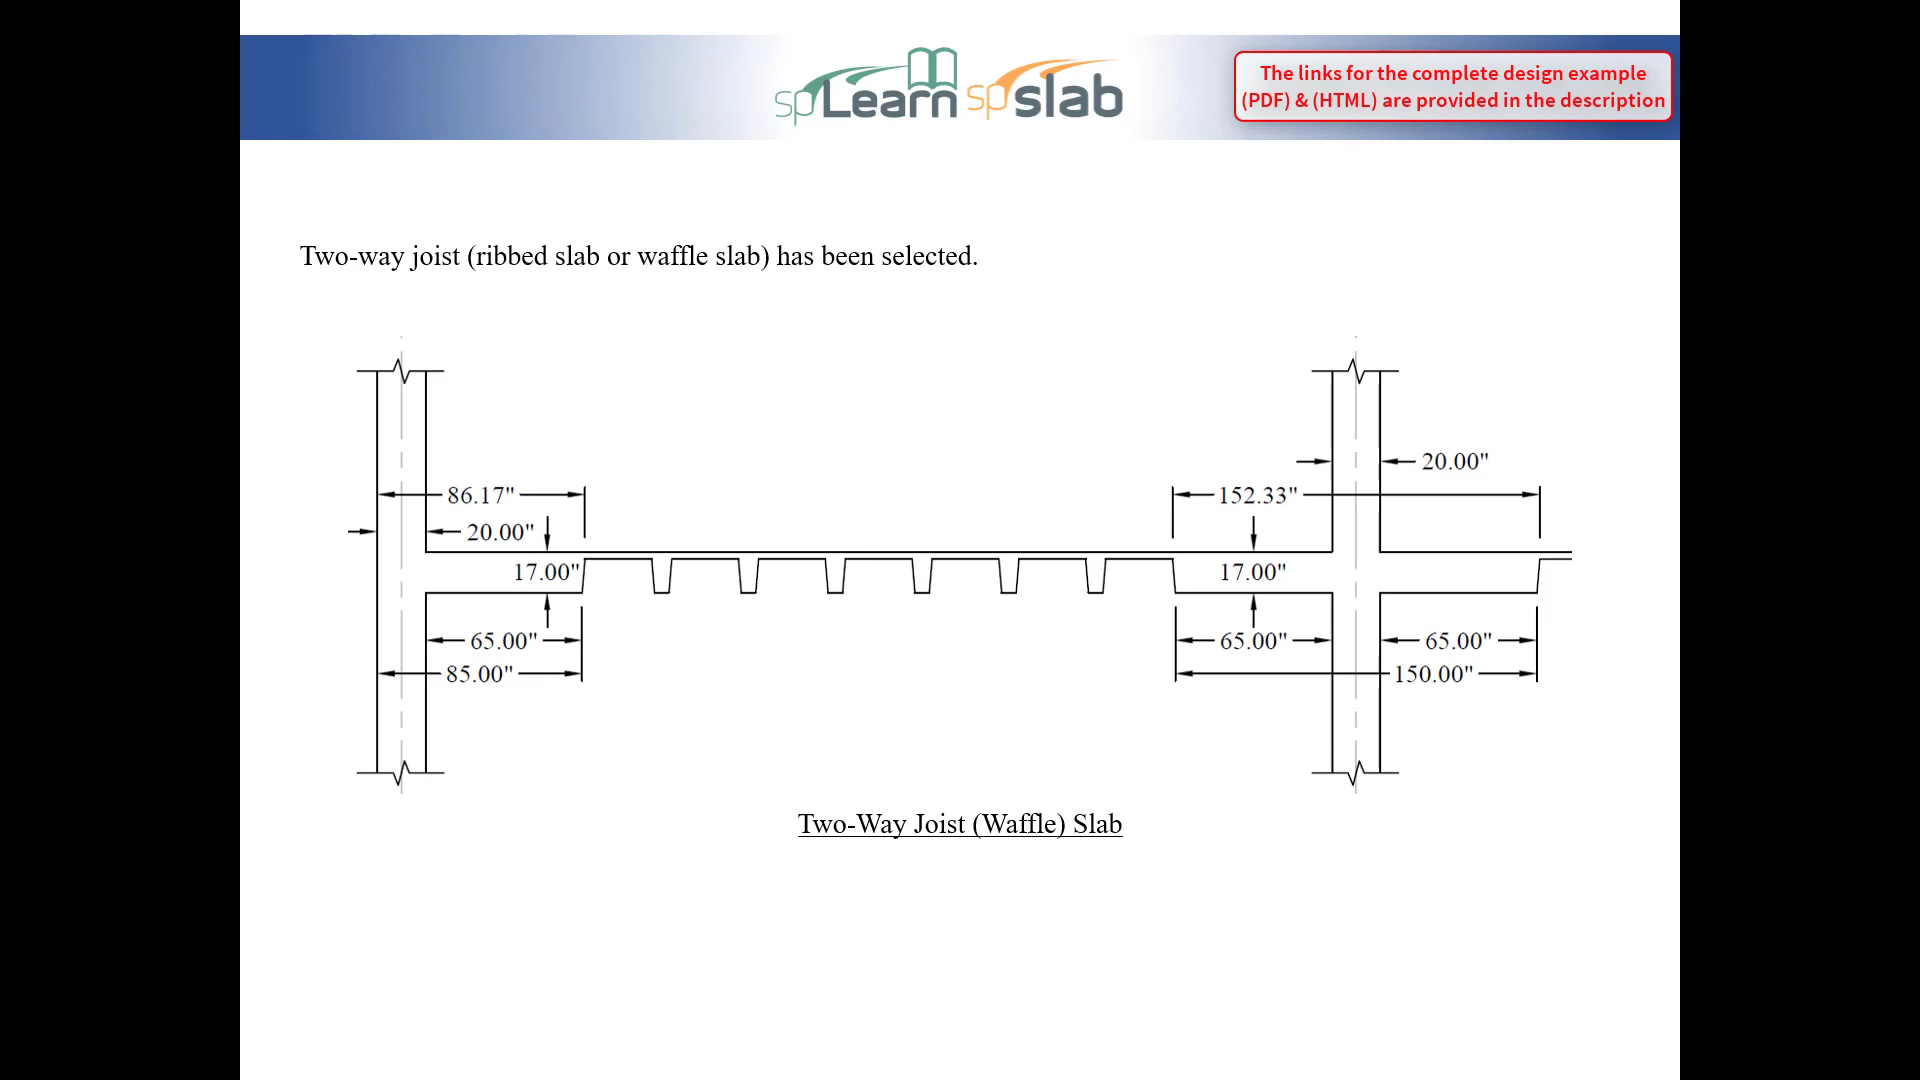 spLearn spslab
The links for the complete design example
(PDF) & (HTML) are provided in the description
Two-way joist (ribbed slab or waffle slab) has been selected.
20.00"
86.17"
152.33"
20.00"
17.00"
17.00"
65.00"
65.00"
65.00"
85.00"
150.00"
Two-Way Joist (Waffle) Slab